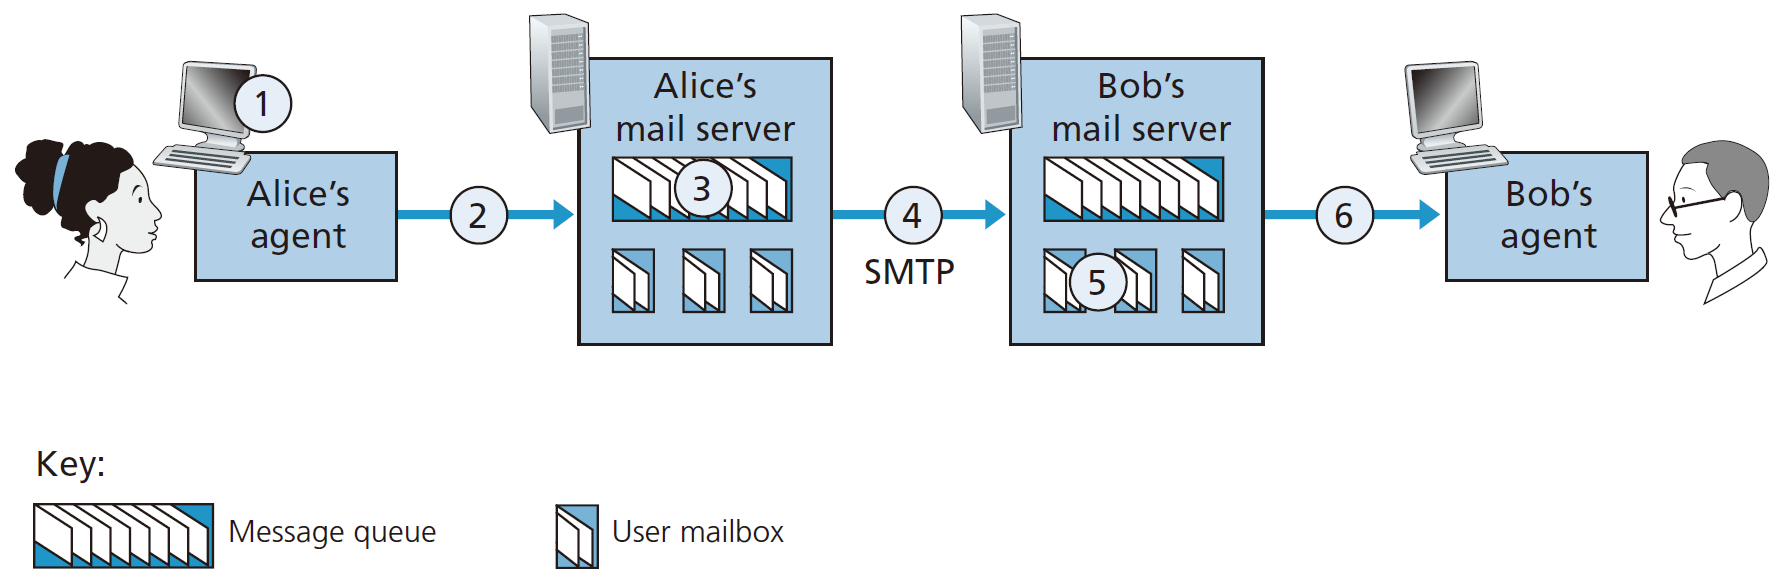 1
Alice’s
agent
2
Alice’s
mail server
3
4
SMTP
Bob’s
mail server
5
6
Bob’s
agent
Key:
Message queue
User mailbox